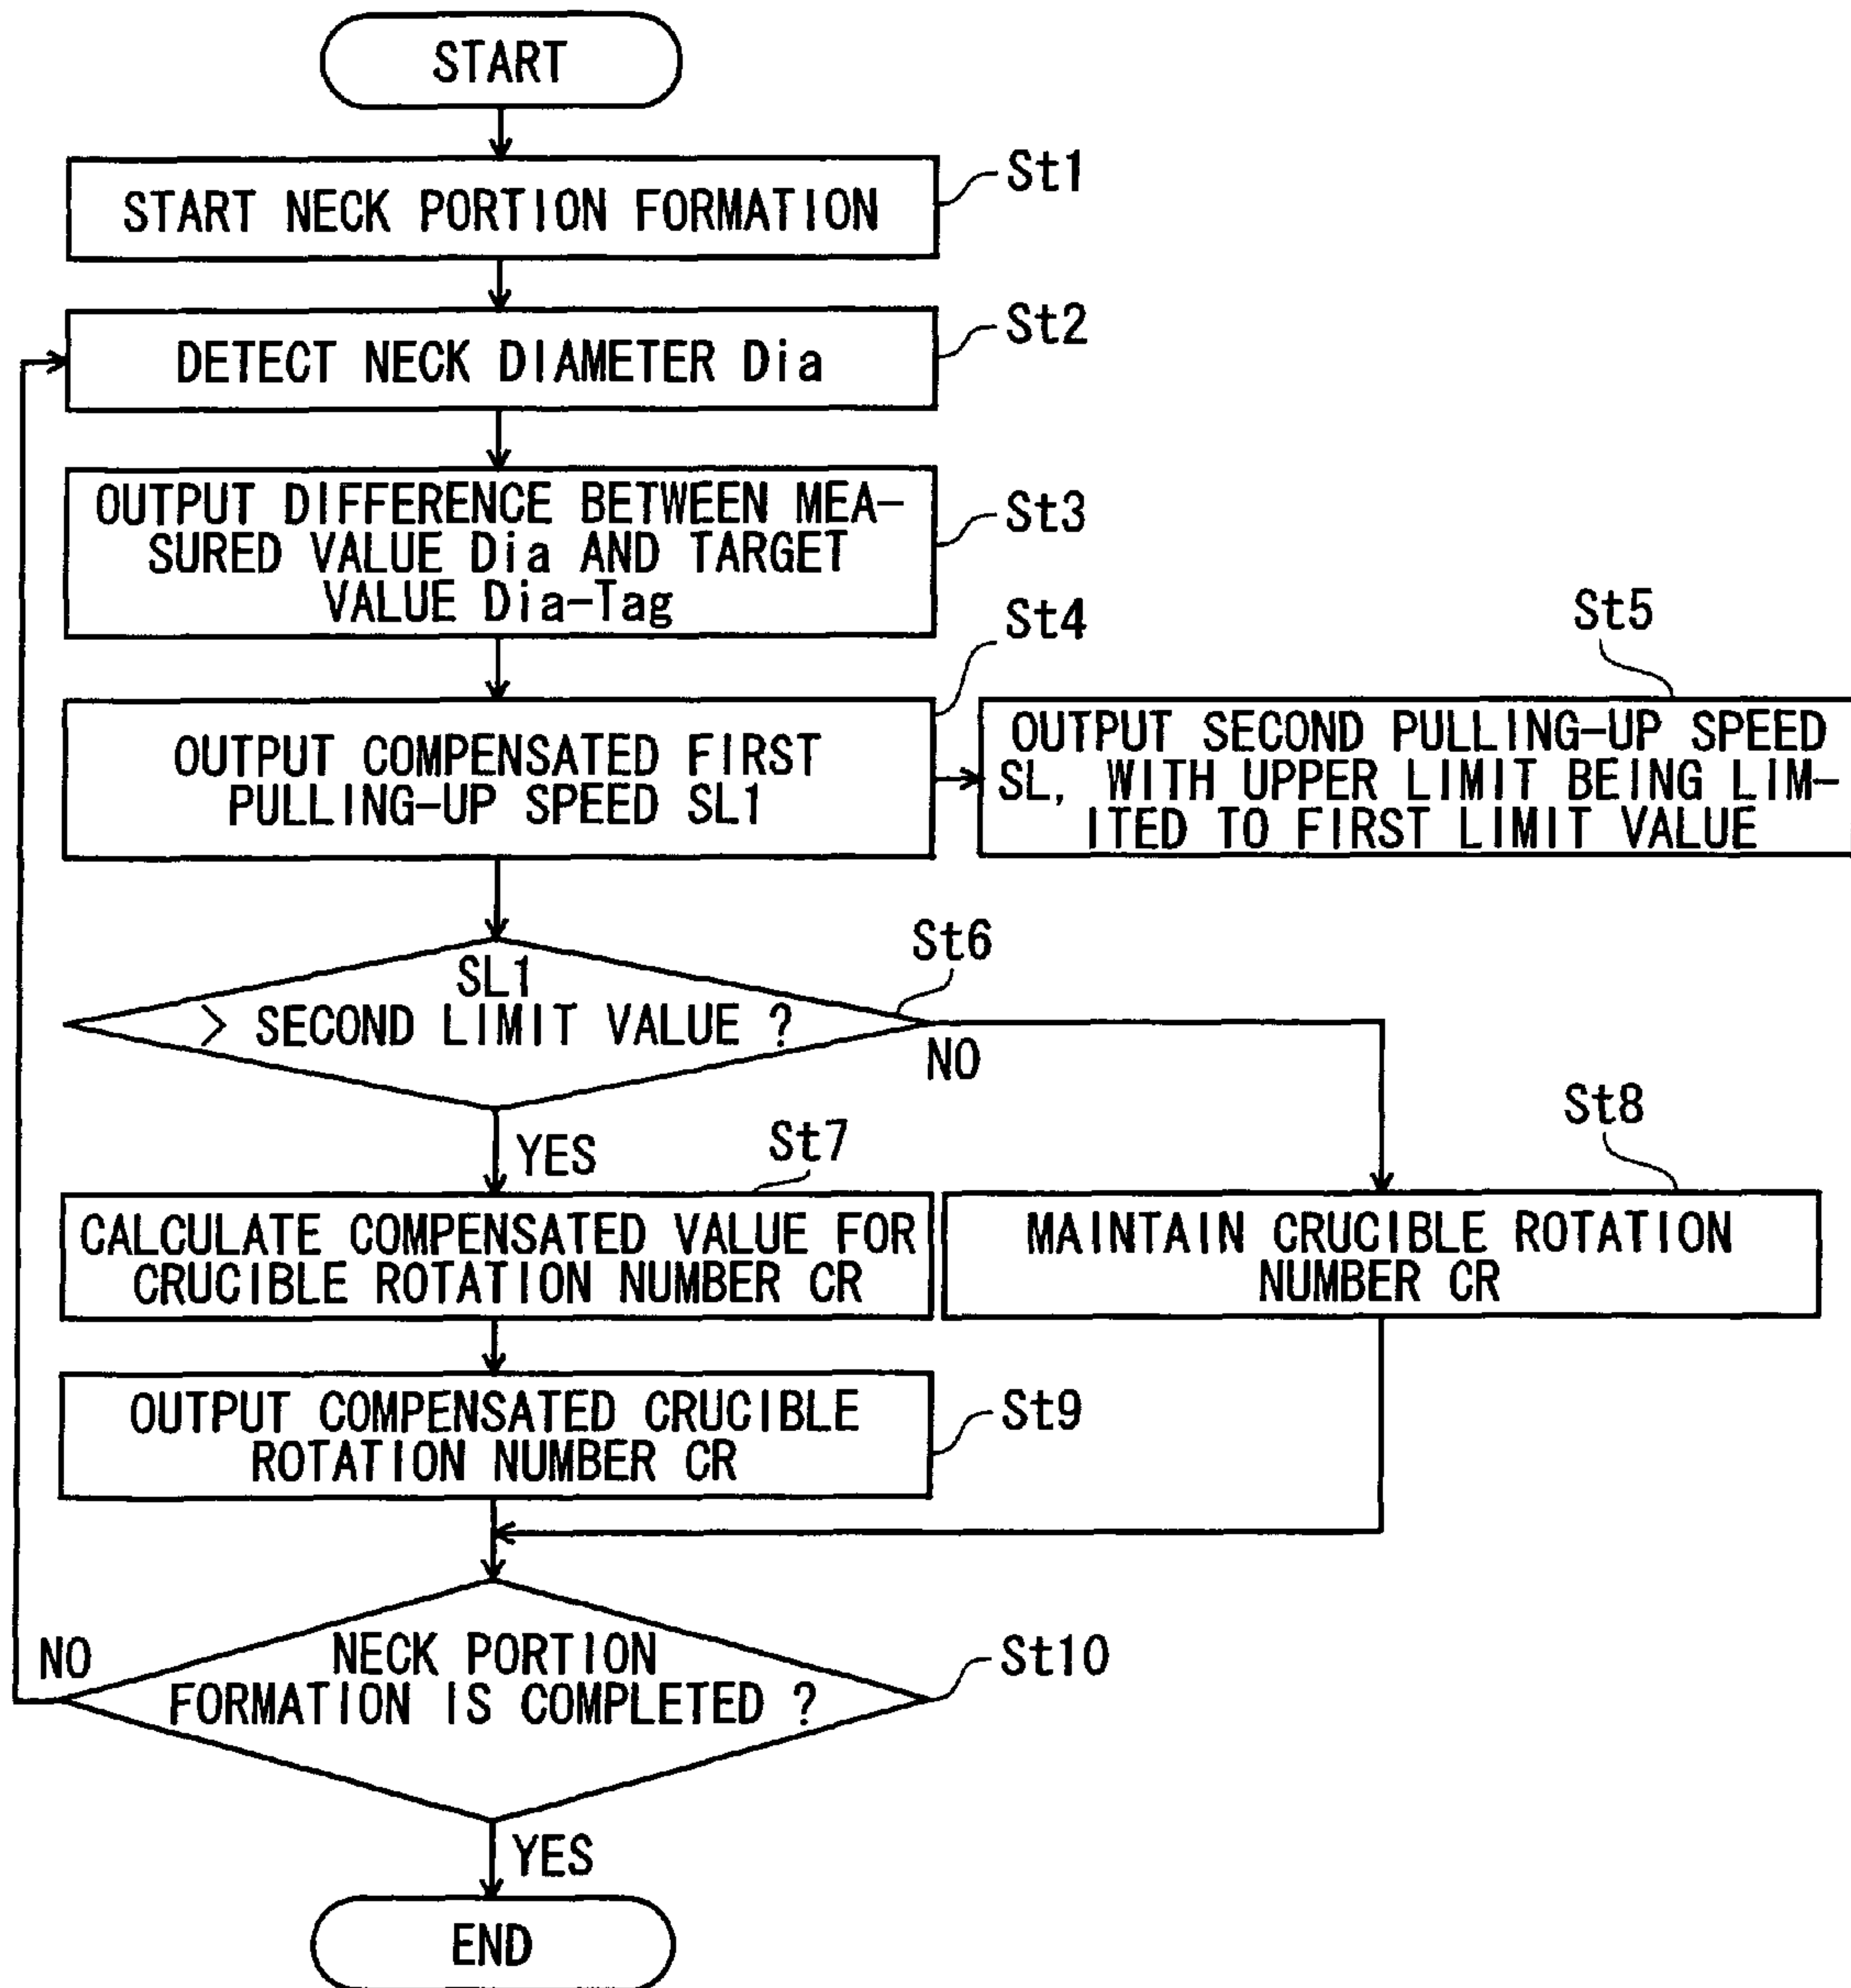 START
START NECK PORTION FORMATION
St1
DETECT NECK DIAMETER Dia
St2
OUTPUT DIFFERENCE BETWEEN MEA-
SURED VALUE Dia AND TARGET
VALUE Dia-Tag
St3
OUTPUT COMPENSATED FIRST
PULLING-UP SPEED SL1
St4
OUTPUT SECOND PULLING-UP SPEED
SL, WITH UPPER LIMIT BEING LIM-
ITED TO FIRST LIMIT VALUE
St5
SL1
> SECOND LIMIT VALUE ?
St6
NO
YES
CALCULATE COMPENSATED VALUE FOR
CRUCIBLE ROTATION NUMBER CR
St7
MAINTAIN CRUCIBLE ROTATION
NUMBER CR
St8
OUTPUT COMPENSATED CRUCIBLE
ROTATION NUMBER CR
St9
NECK PORTION
FORMATION IS COMPLETED ?
St10
NO
YES
END